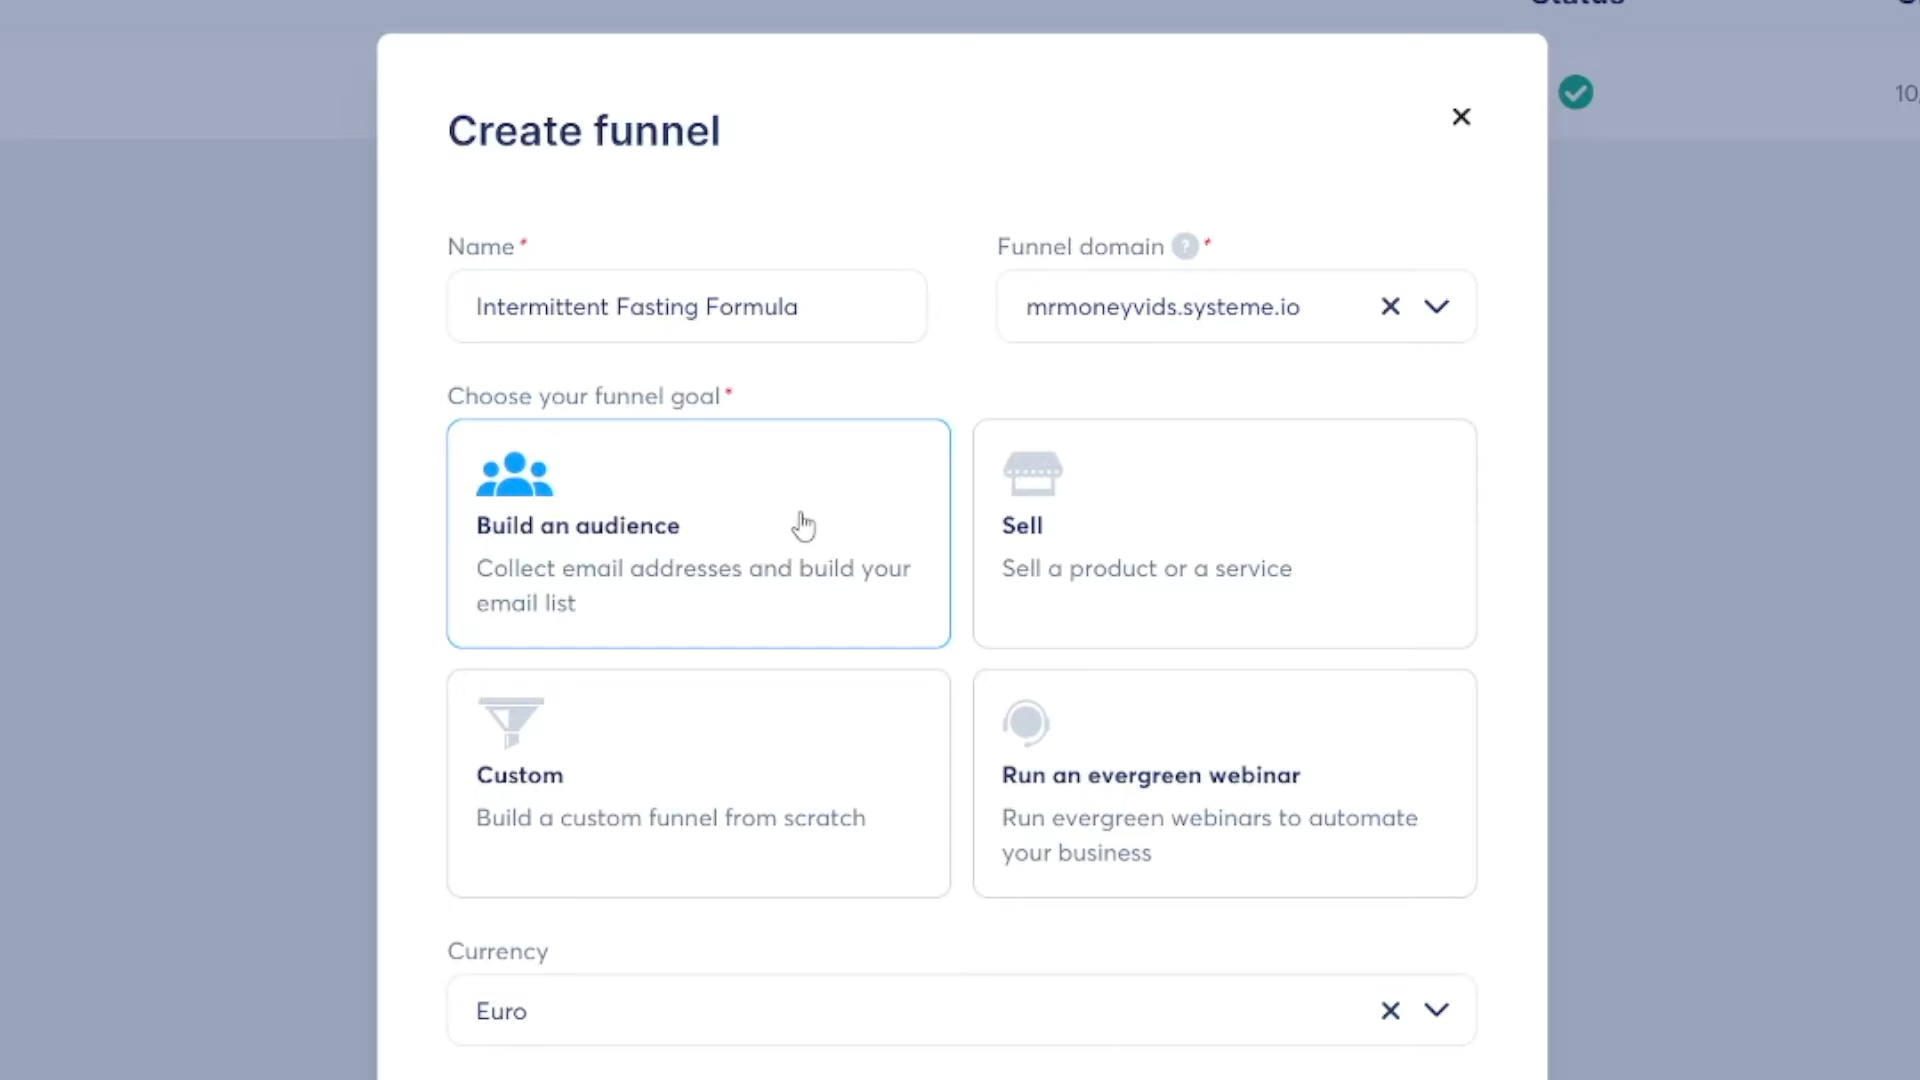 Create funnel
Name *
Funnel domain ? *
Intermittent Fasting Formula
mrmoneyvids.systeme.io
Choose your funnel goal *
Build an audience
Collect email addresses and build your
email list
Sell
Sell a product or a service
Custom
Build a custom funnel from scratch
Run an evergreen webinar
Run evergreen webinars to automate
your business
Currency
Euro